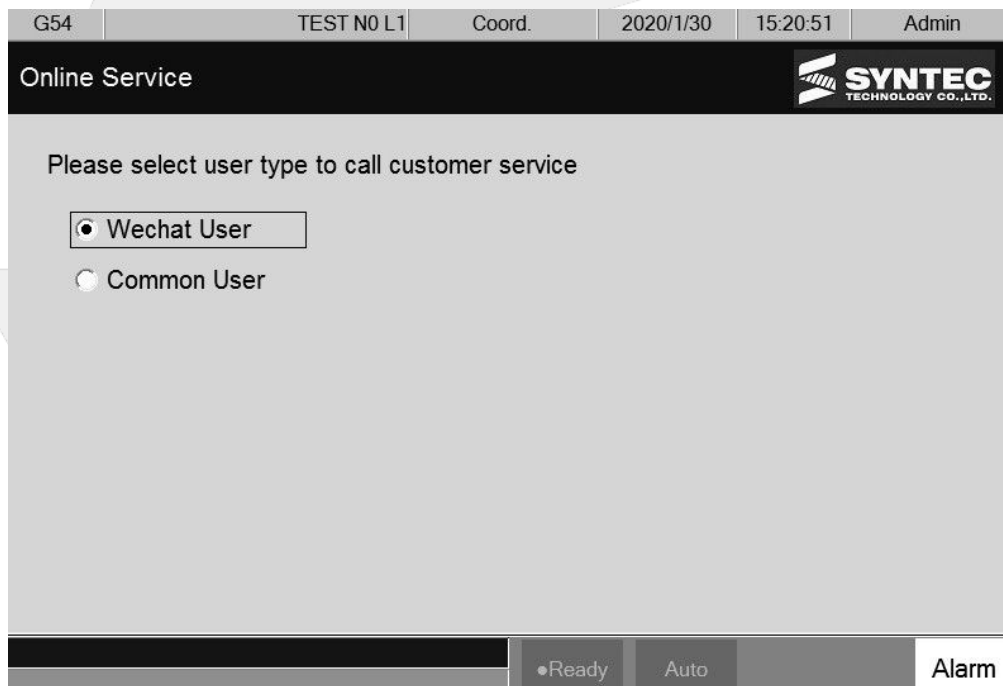 G54 TEST N0 L1 Coord. 2020/1/30 15:20:51 Admin
Online Service
SYNTEC
TECHNOLOGY CO.,LTD.
Please select user type to call customer service
Wechat User
Common User
●Ready Auto Alarm